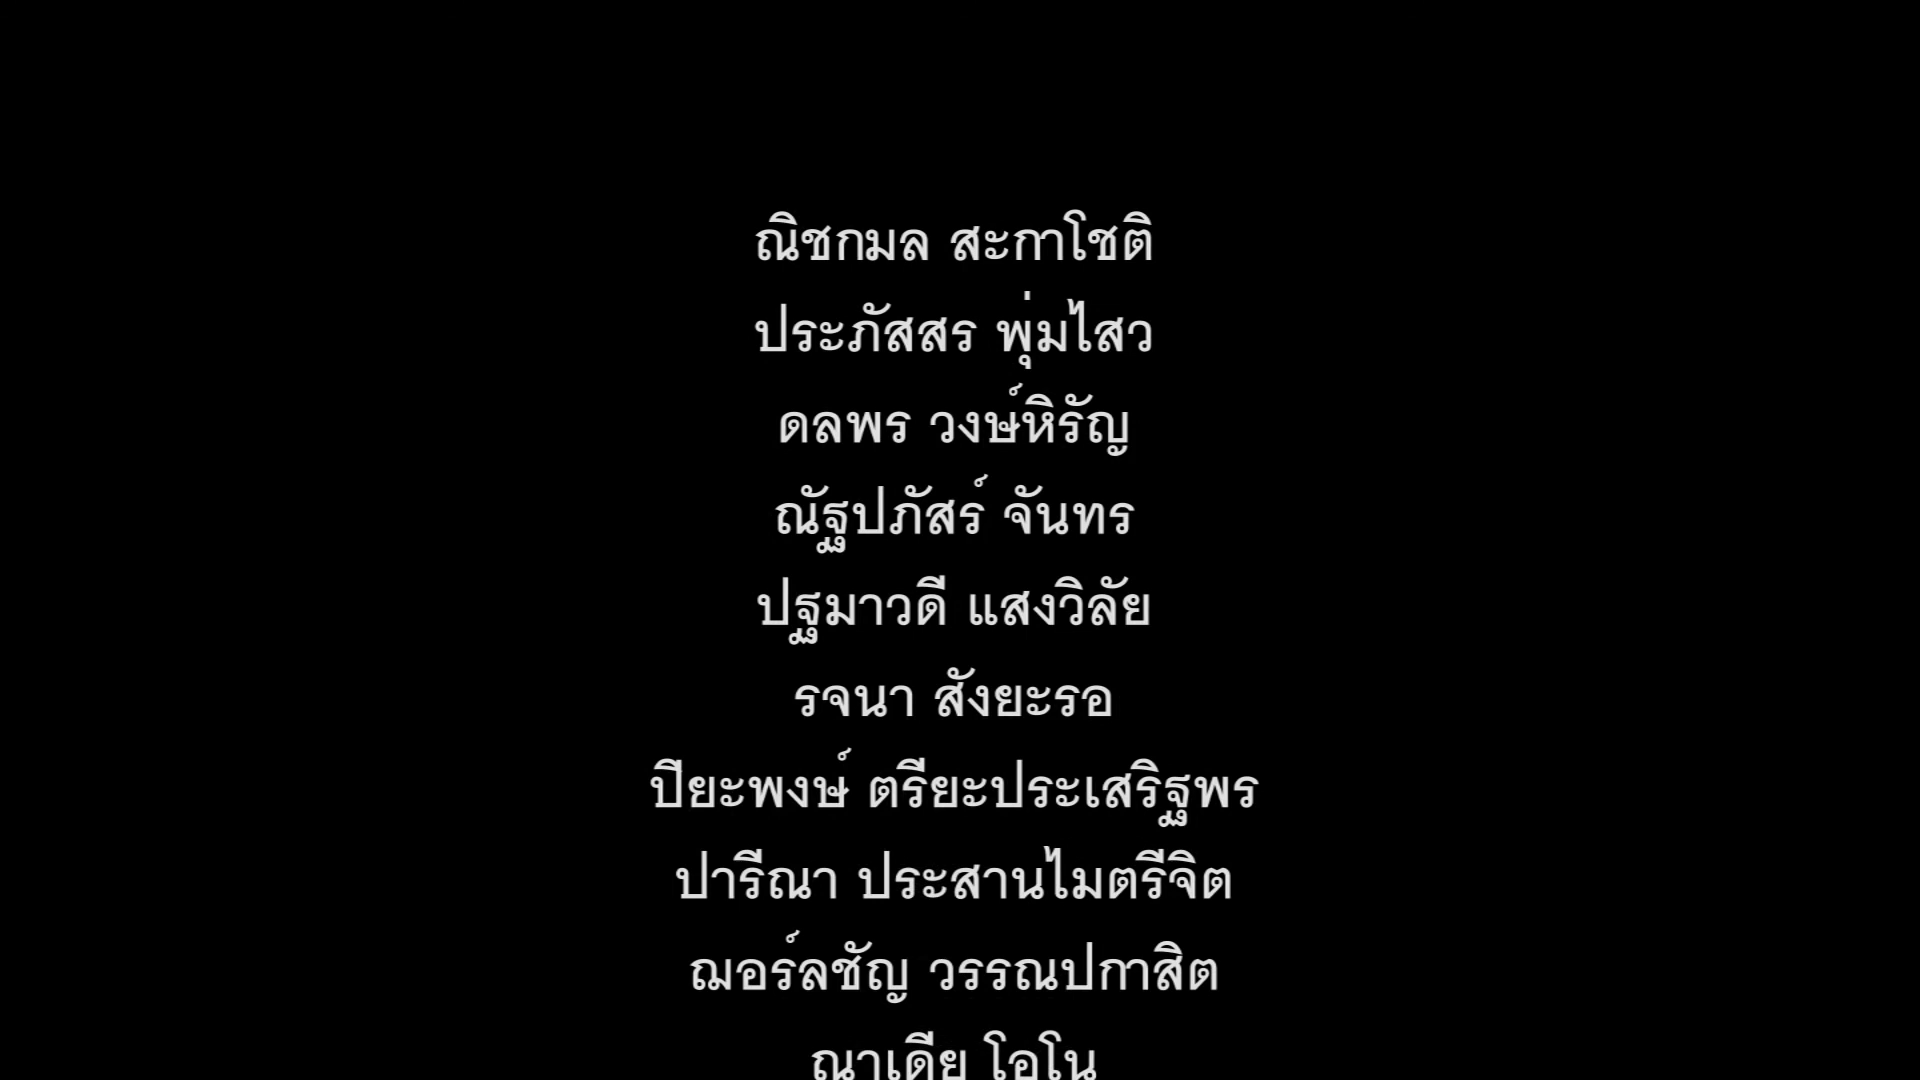 ณิชกมล สะกาโชติ
ประภัสสร พุ่มไสว
ดลพร วงษ์หิรัญ
ณัฐปภัสร์ จันทร
ปฐมาวดี แสงวิลัย
รจนา สังยะรอ
ปิยะพงษ์ ตรียะประเสริฐพร
ปารีณา ประสานไมตรีจิต
ฌอร์ลชัญ วรรณปกาสิต
ณาเดีย โอโน